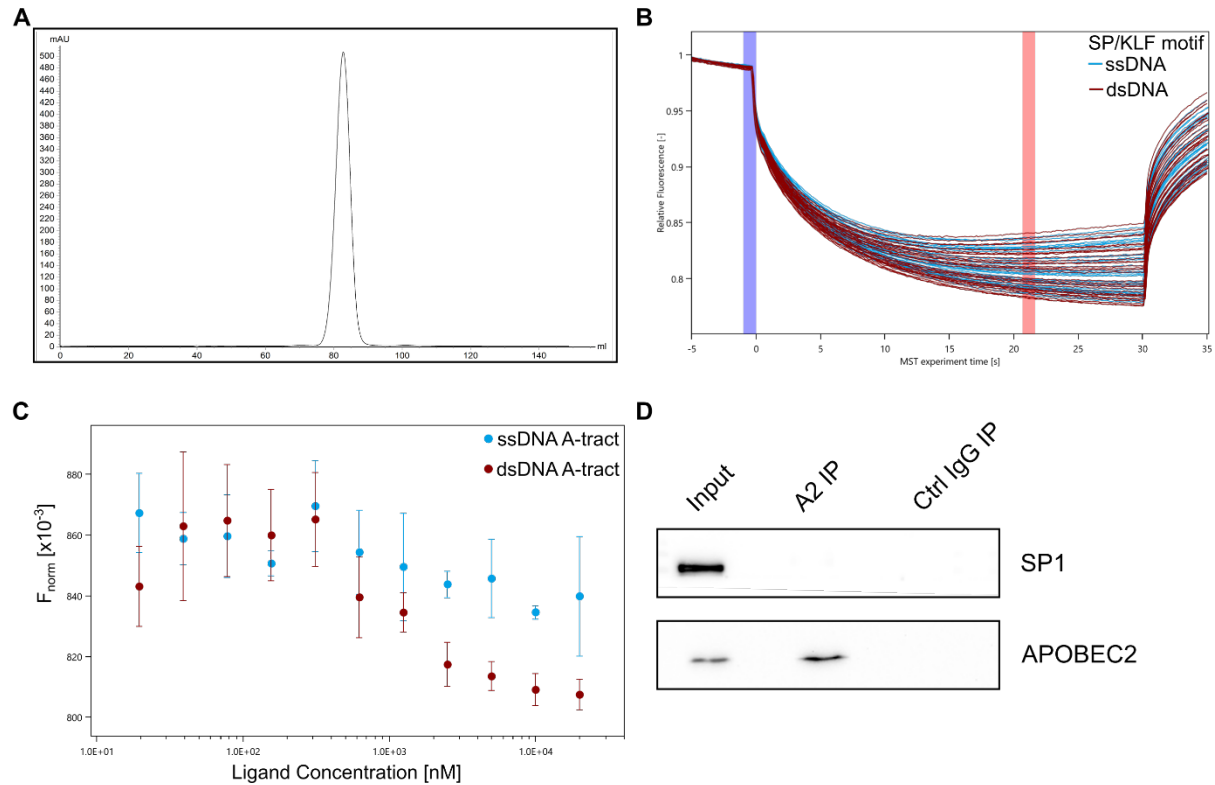 A
mAU
500
480
460
440
420
400
380
360
340
320
300
280
260
240
220
200
180
160
140
120
100
80
60
40
20
0
0 20 40 60 80 100 120 140 ml
B
SP/KLF motif
ssDNA
dsDNA
Relative Fluorescence [-]
1
0.95
0.9
0.85
0.8
-5 0 5 10 15 20 25 30 35
MST experiment time [s]
C
ssDNA A-tract
dsDNA A-tract
Fnorm [x10-3]
880
860
840
820
800
1.0E+01 1.0E+02 1.0E+03 1.0E+04
Ligand Concentration [nM]
D
Input A2 IP Ctrl IgG IP
SP1
APOBEC2